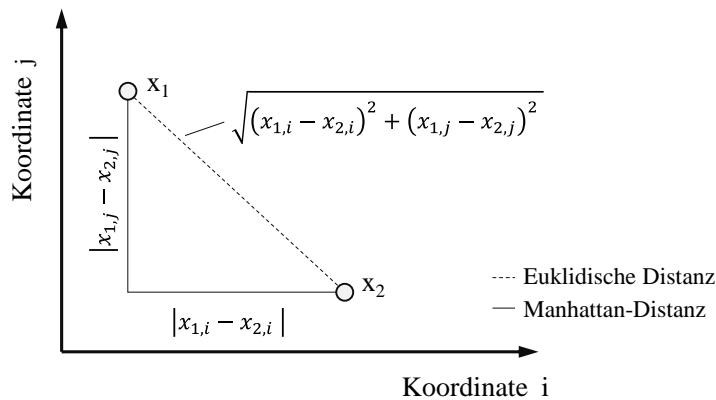 Koordinate j
x₁
√((x₁,ᵢ − x₂,ᵢ)² + (x₁,ⱼ − x₂,ⱼ)²)
|x₁,ⱼ − x₂,ⱼ|
x₂
|x₁,ᵢ − x₂,ᵢ|
Euklidische Distanz
Manhattan-Distanz
Koordinate i